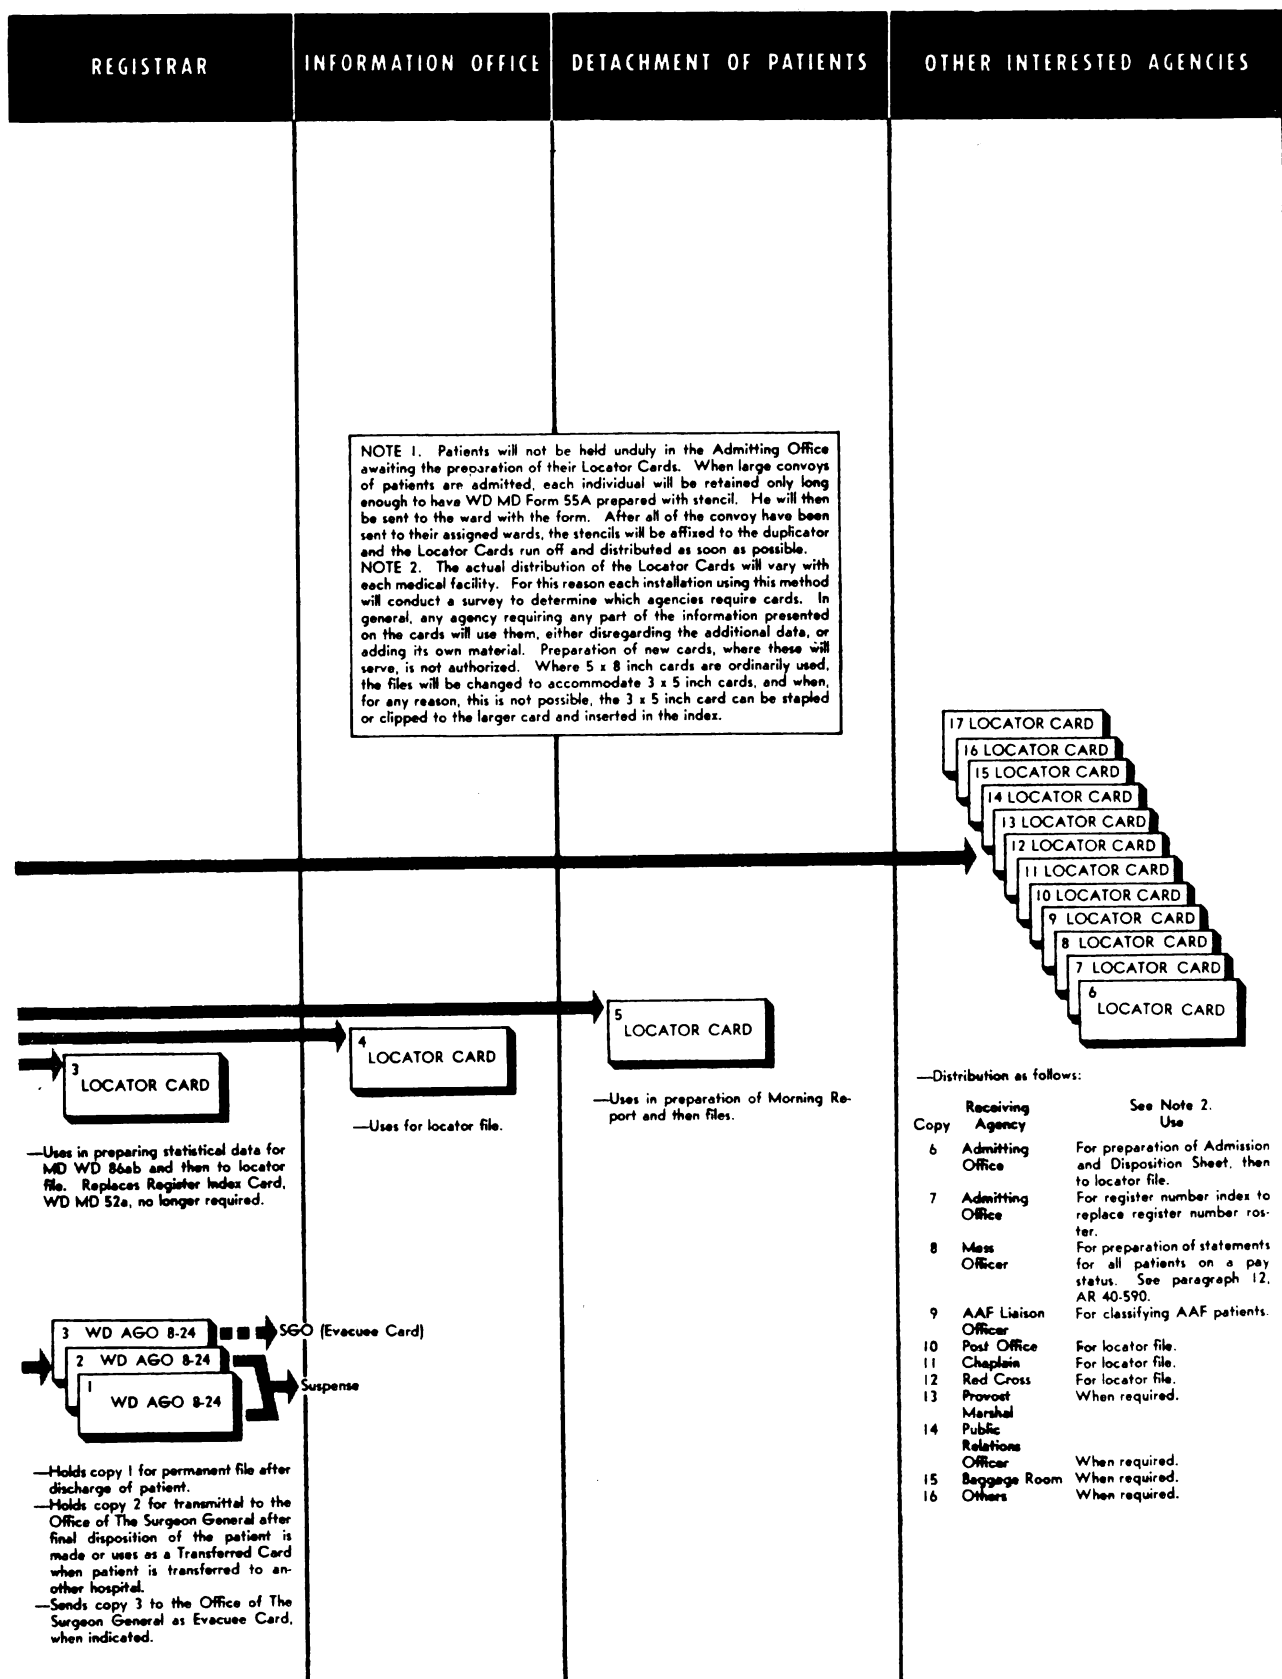 REGISTRAR
INFORMATION OFFICE
DETACHMENT OF PATIENTS
OTHER INTERESTED AGENCIES
NOTE 1. Patients will not be held unduly in the Admitting Office
awaiting the preparation of their Locator Cards. When large convoys
of patients are admitted, each individual will be retained only long
enough to have WD MD Form 55A prepared with stencil. He will then
be sent to the ward with the form. After all of the convoy have been
sent to their assigned wards, the stencils will be affixed to the duplicator
and the Locator Cards run off and distributed as soon as possible.
NOTE 2. The actual distribution of the Locator Cards will vary with
each medical facility. For this reason each installation using this method
will conduct a survey to determine which agencies require cards. In
general, any agency requiring any part of the information presented
on the cards will use them, either disregarding the additional data, or
adding its own material. Preparation of new cards, where these will
serve, is not authorized. Where 5 x 8 inch cards are ordinarily used,
the files will be changed to accommodate 3 x 5 inch cards, and when,
for any reason, this is not possible, the 3 x 5 inch card can be stapled
or clipped to the larger card and inserted in the index.
17 LOCATOR CARD
16 LOCATOR CARD
15 LOCATOR CARD
14 LOCATOR CARD
13 LOCATOR CARD
12 LOCATOR CARD
11 LOCATOR CARD
10 LOCATOR CARD
9 LOCATOR CARD
8 LOCATOR CARD
7 LOCATOR CARD
6
LOCATOR CARD
5
LOCATOR CARD
4
LOCATOR CARD
3
LOCATOR CARD
—Uses in preparing statistical data for
MD WD 86ab and then to locator
file. Replaces Register Index Card,
WD MD 52a, no longer required.
—Uses for locator file.
—Uses in preparation of Morning Re-
port and then files.
—Distribution as follows:
Receiving See Note 2.
Copy Agency Use
6 Admitting For preparation of Admission
Office and Disposition Sheet, then
to locator file.
7 Admitting For register number index to
Office replace register number ros-
ter.
8 Mess For preparation of statements
Officer for all patients on a pay
status. See paragraph 12,
AR 40-590.
9 AAF Liaison For classifying AAF patients.
Officer
10 Post Office For locator file.
11 Chaplain For locator file.
12 Red Cross For locator file.
13 Provost When required.
Marshal
14 Public
Relations
Officer When required.
15 Baggage Room When required.
16 Others When required.
3 WD AGO 8-24
SGO (Evacuee Card)
2 WD AGO 8-24
1
WD AGO 8-24
Suspense
—Holds copy 1 for permanent file after
discharge of patient.
—Holds copy 2 for transmittal to the
Office of The Surgeon General after
final disposition of the patient is
made or uses as a Transferred Card
when patient is transferred to an-
other hospital.
—Sends copy 3 to the Office of The
Surgeon General as Evacuee Card,
when indicated.